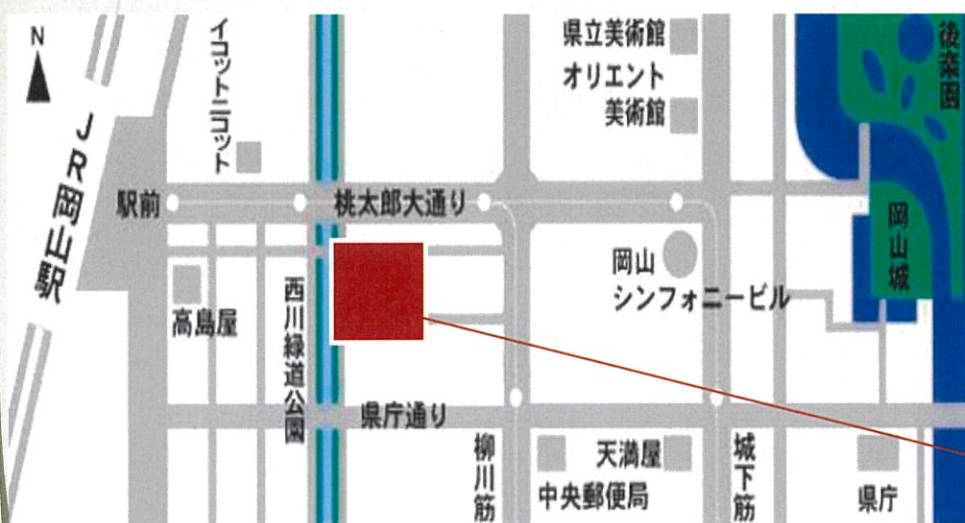 N
JR岡山駅
イコットニコット
駅前
桃太郎大通り
高島屋
西川緑道公園
県庁通り
県立美術館
オリエント
美術館
岡山
シンフォニービル
後楽園
岡山城
柳川筋
中央郵便局
天満屋
城下筋
県庁